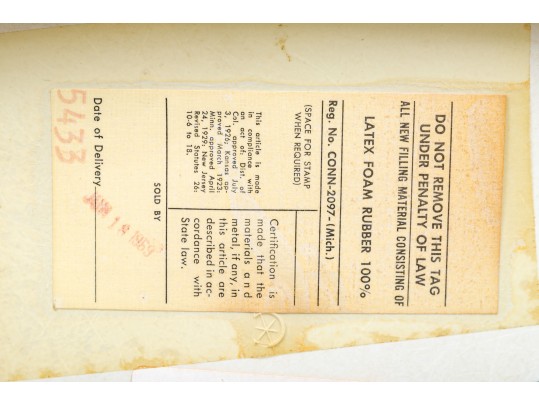 DO NOT REMOVE THIS TAG
UNDER PENALTY OF LAW
ALL NEW FILLING MATERIAL CONSISTING OF
LATEX FOAM RUBBER 100%
Reg. No. CONN-2097-(Mich.)
(SPACE FOR STAMP
WHEN REQUIRED)
This article is made
in compliance with
an act of: Dist. of
Col. approved July
3, 1926; Kansas ap-
proved March 1923;
Minn. approved April
24, 1929; New Jersey
Revised Statutes 26:
10-6 to 18.
Certification is
made that the
materials and
metal, if any, in
this article are
described in ac-
cordance with
State law.
SOLD BY
Date of Delivery
1963
5433